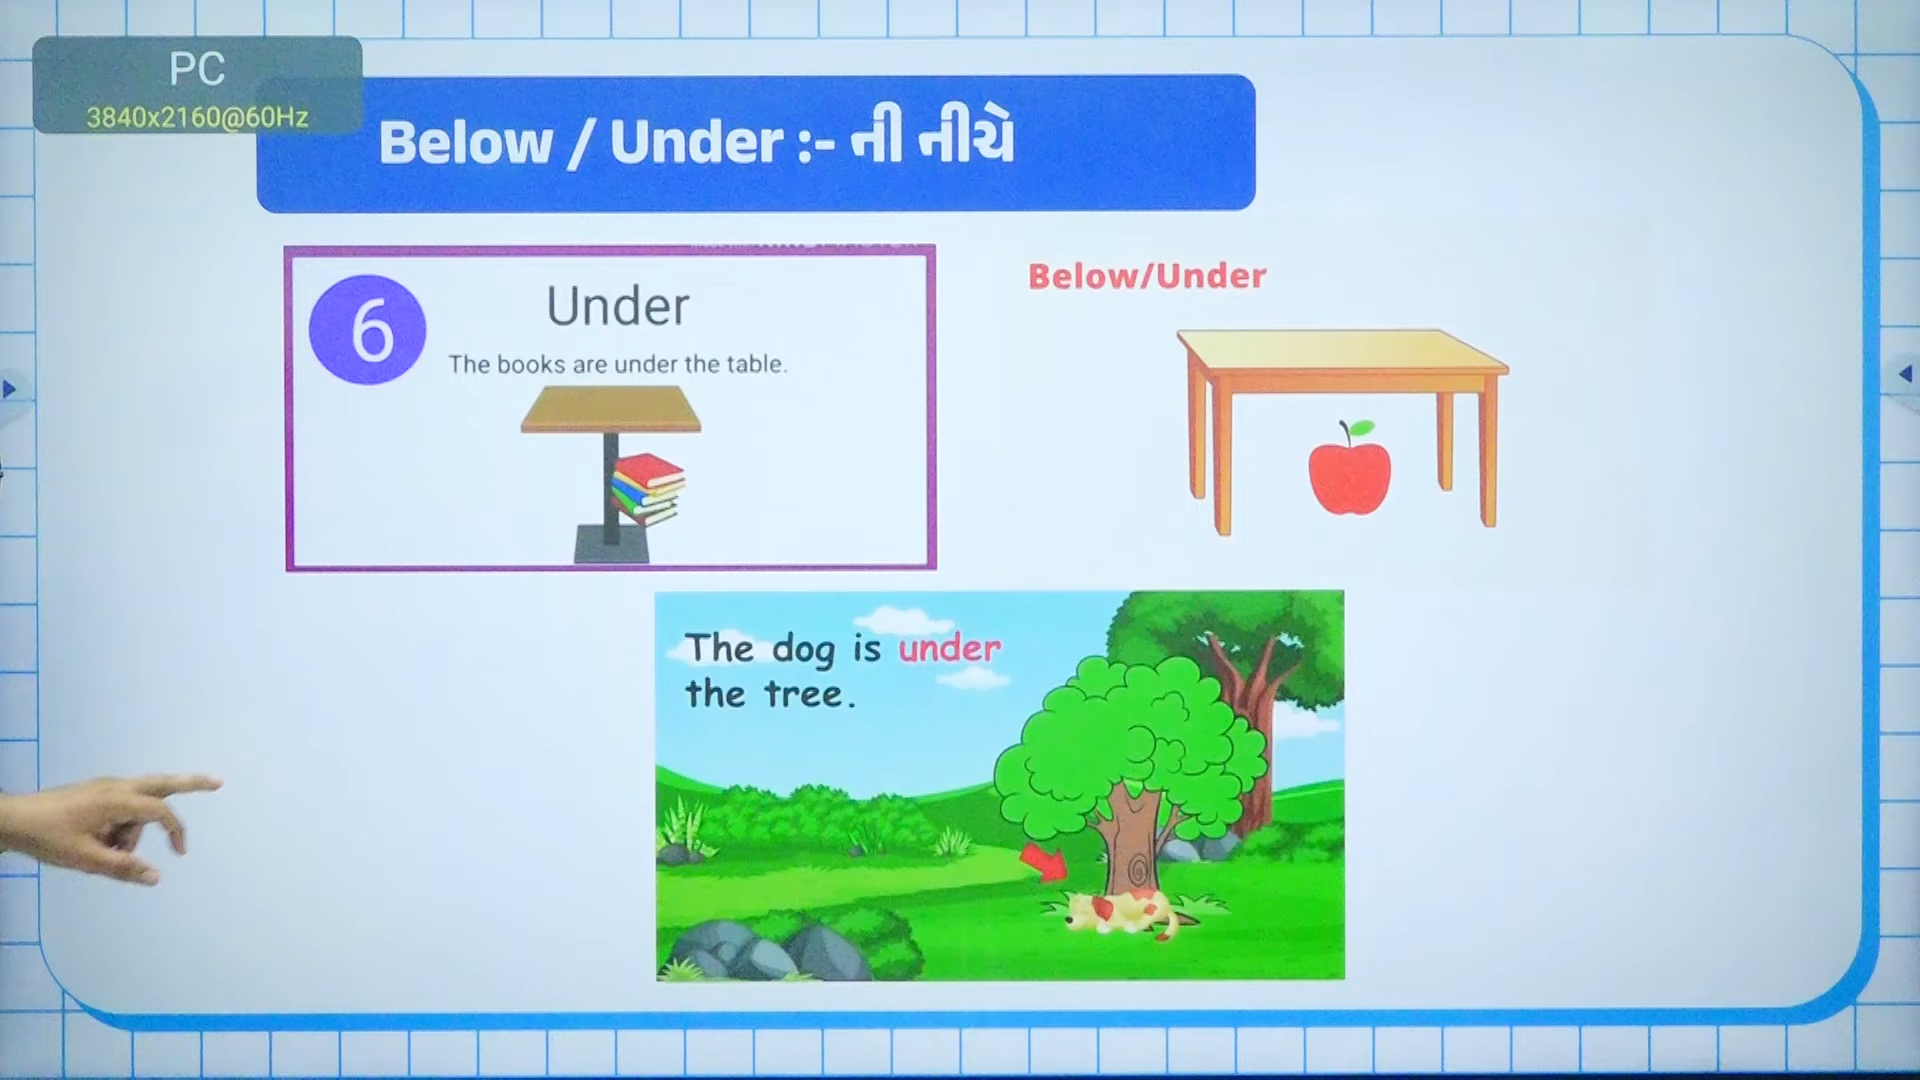 PC
3840x2160@60Hz
Below / Under :- ની નીચે
6
Under
The books are under the table.
Below/Under
The dog is under
the tree.